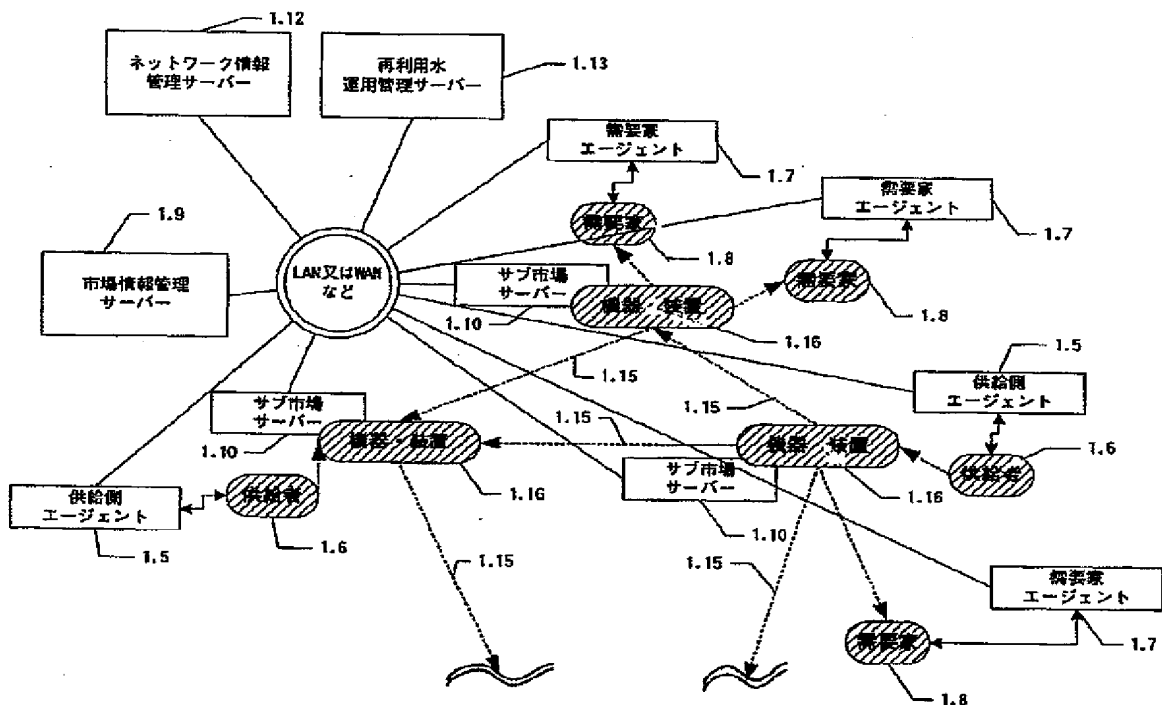 1.12
ネットワーク情報
管理サーバー
再利用水
運用管理サーバー
1.13
需要家
エージェント
1.7
需要家
エージェント
1.7
1.9
市場情報管理
サーバー
LAN又はWAN
など
需要家
1.8
サブ市場
サーバー
1.10
機器・装置
1.16
需要家
1.8
1.15
1.5
供給側
エージェント
サブ市場
サーバー
1.10
機器・装置
1.16
1.15
1.15
機器・装置
1.16
供給者
1.6
サブ市場
サーバー
1.10
供給側
エージェント
1.5
供給者
1.6
1.15
1.15
需要家
エージェント
1.7
需要家
1.8